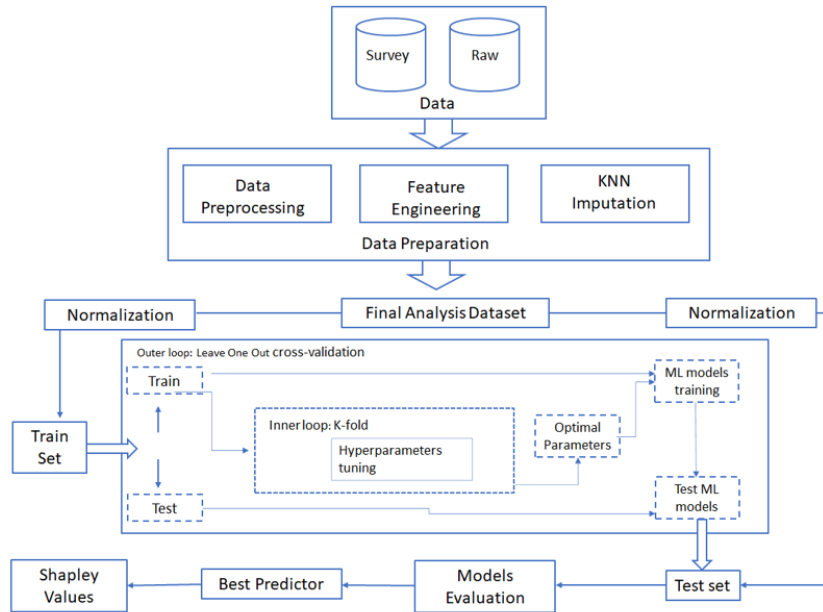 Survey
Raw
Data
Data
Preprocessing
Feature
Engineering
KNN
Imputation
Data Preparation
Normalization
Final Analysis Dataset
Normalization
Outer loop: Leave One Out cross-validation
Train
ML models
training
Inner loop: K-fold
Hyperparameters
tuning
Optimal
Parameters
Train
Set
Test
Test ML
models
Shapley
Values
Best Predictor
Models
Evaluation
Test set